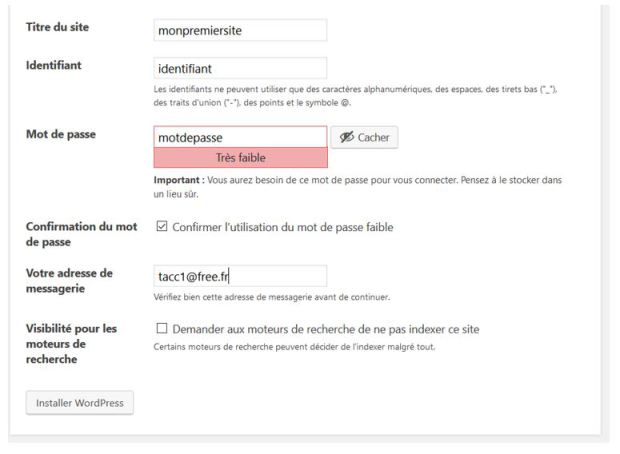 Titre du site
monpremiersite
Identifiant
identifiant
Les identifiants ne peuvent utiliser que des caractères alphanumériques, des espaces, des tirets bas ("_"),
des traits d'union ("-"), des points et le symbole @.
Mot de passe
motdepasse
Cacher
Très faible
Important : Vous aurez besoin de ce mot de passe pour vous connecter. Pensez à le stocker dans
un lieu sûr.
Confirmation du mot
de passe
Confirmer l'utilisation du mot de passe faible
Votre adresse de
messagerie
tacc1@free.fr
Vérifiez bien cette adresse de messagerie avant de continuer.
Visibilité pour les
moteurs de
recherche
Demander aux moteurs de recherche de ne pas indexer ce site
Certains moteurs de recherche peuvent décider de l'indexer malgré tout.
Installer WordPress